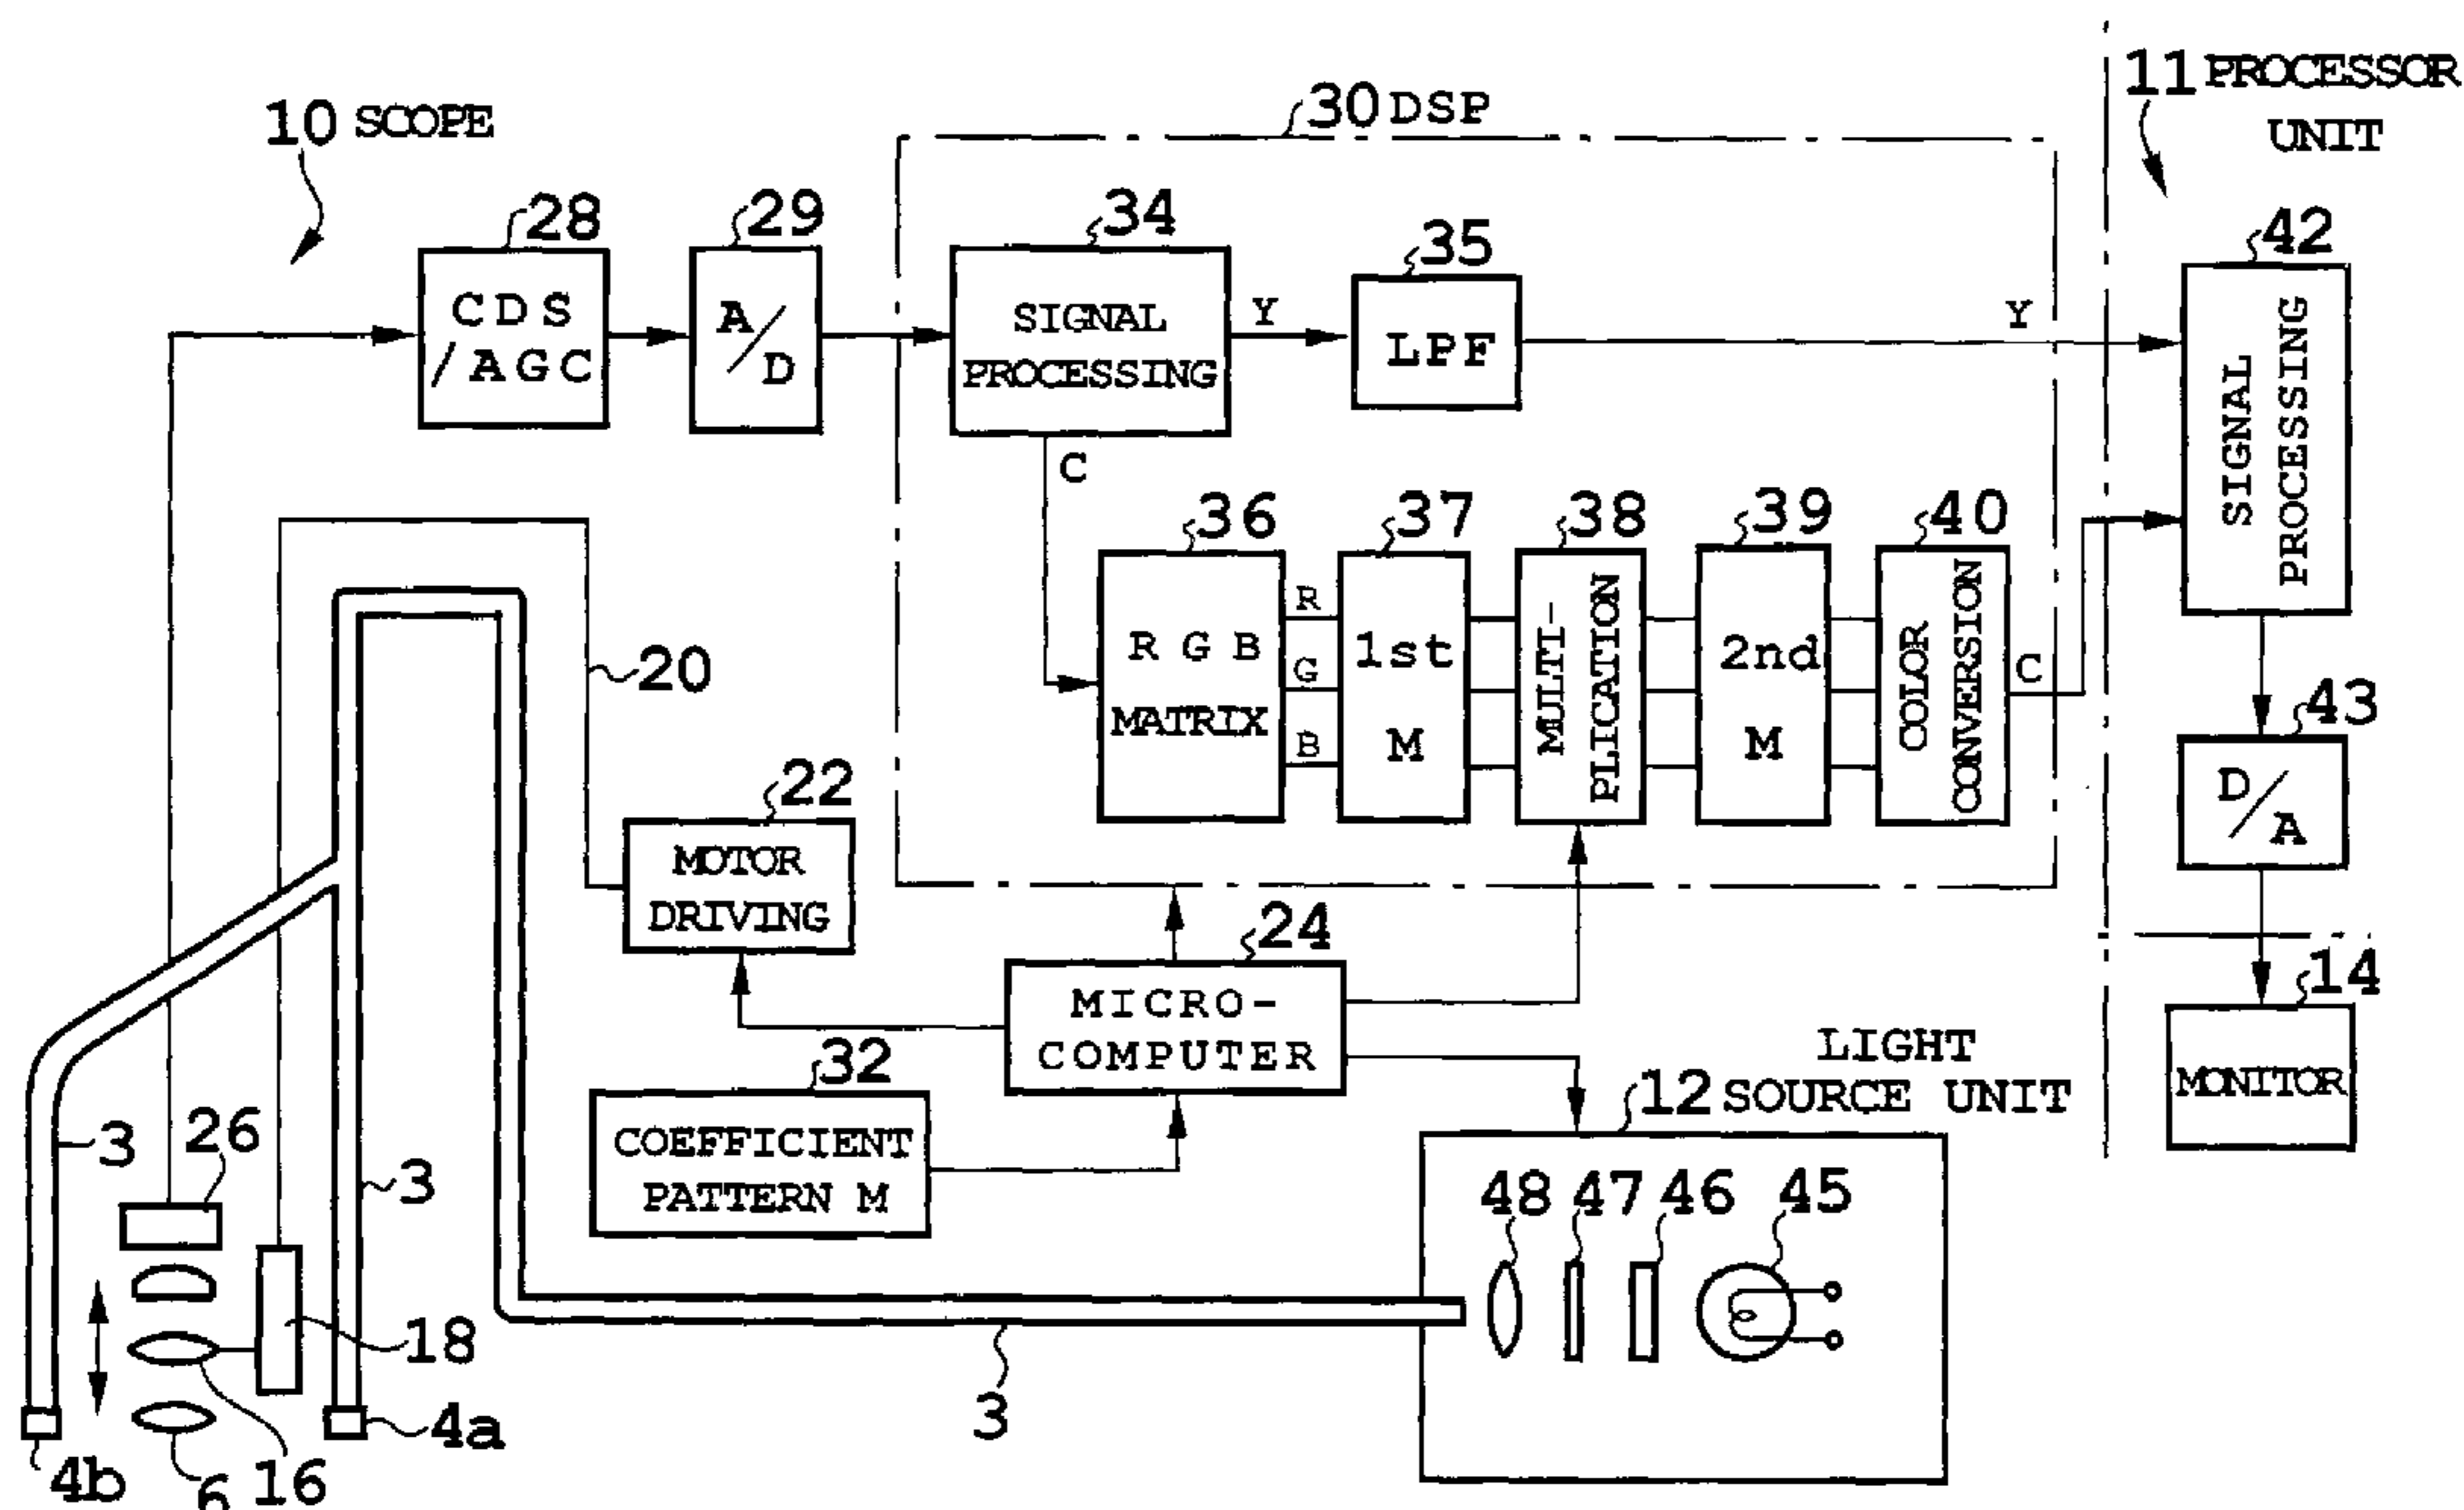 10 SCOPE
30 DSP
11 PROCESSOR
UNIT
28
CDS
/AGC
29
A/D
34
SIGNAL
PROCESSING
Y
C
35
LPF
Y
42
SIGNAL
PROCESSING
36
RGB
MATRIX
R
G
B
37
1st
M
38
MULTI-
PLICATION
39
2nd
M
40
COLOR
CONVERSION
C
43
D/A
14
MONITOR
20
22
MOTOR
DRIVING
24
MICRO-
COMPUTER
32
COEFFICIENT
PATTERN M
LIGHT
12 SOURCE UNIT
48
47
46
45
3
26
3
18
3
4a
4b
6
16